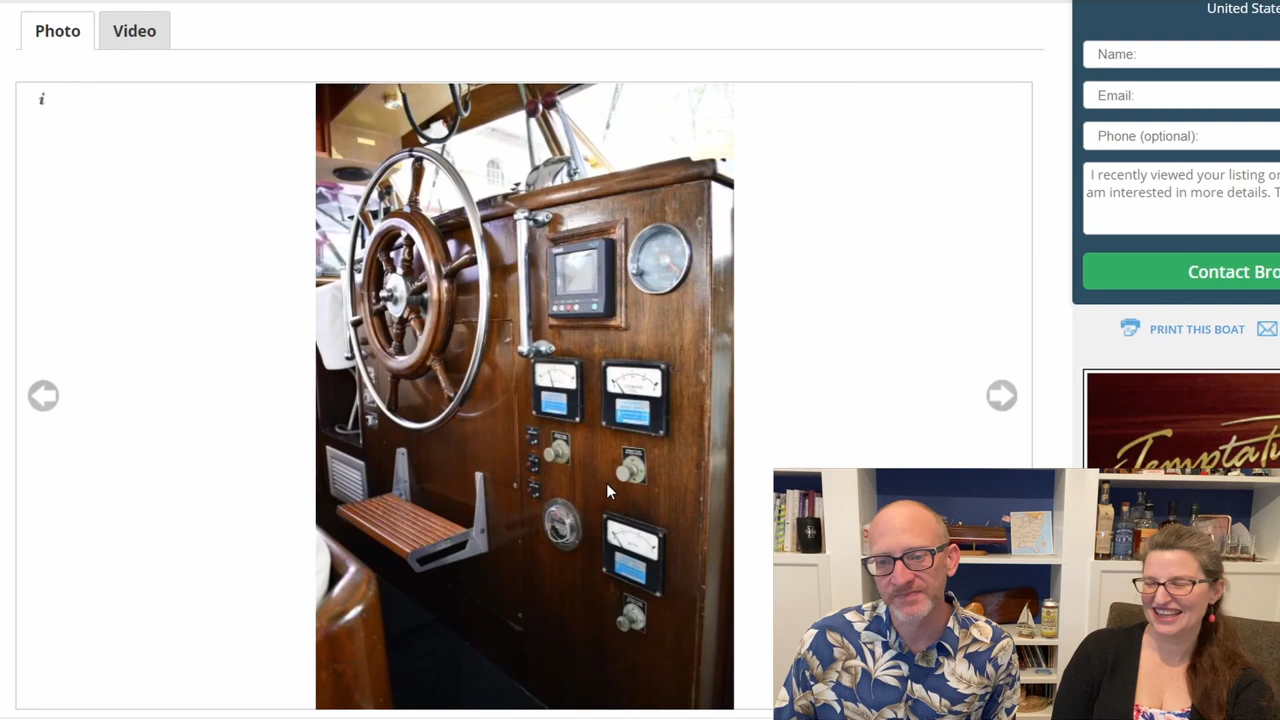 Photo
Video
i
United State
Name:
Email:
Phone (optional):
I recently viewed your listing or
am interested in more details. T
Contact Bro
PRINT THIS BOAT
Temptati